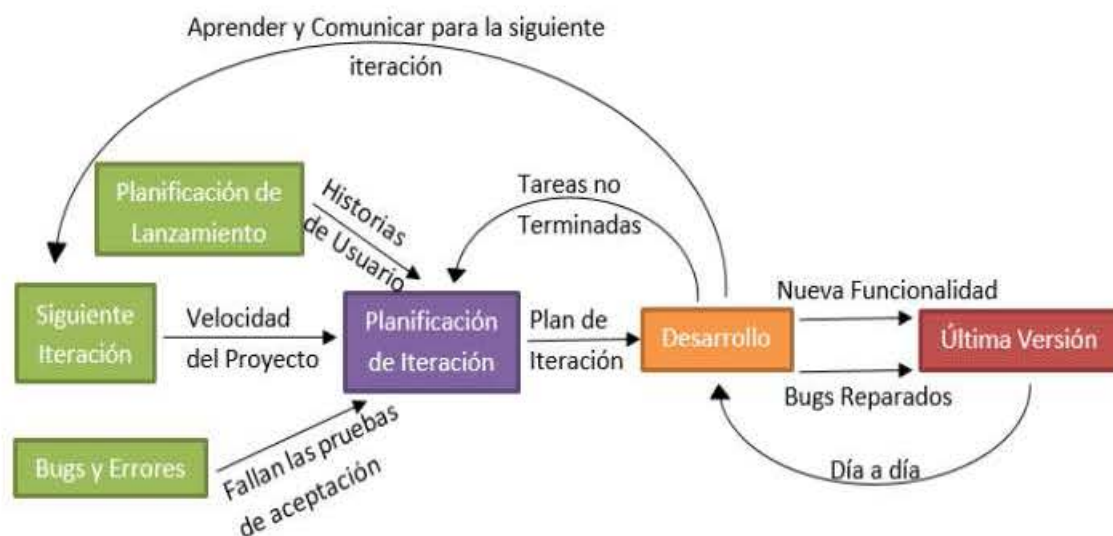 Aprender y Comunicar para la siguiente
iteración
Planificación de
Lanzamiento
Historias
de Usuario
Tareas no
Terminadas
Siguiente
Iteración
Velocidad
del Proyecto
Planificación
de Iteración
Plan de
Iteración
Desarrollo
Nueva Funcionalidad
Bugs Reparados
Última Versión
Bugs y Errores
Fallan las pruebas
de aceptación
Día a día